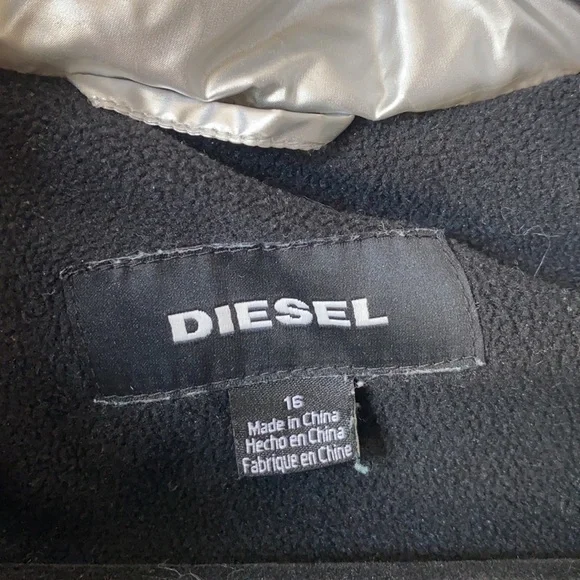 DIESEL
16
Made in China
Hecho en China
Fabriqué en Chine